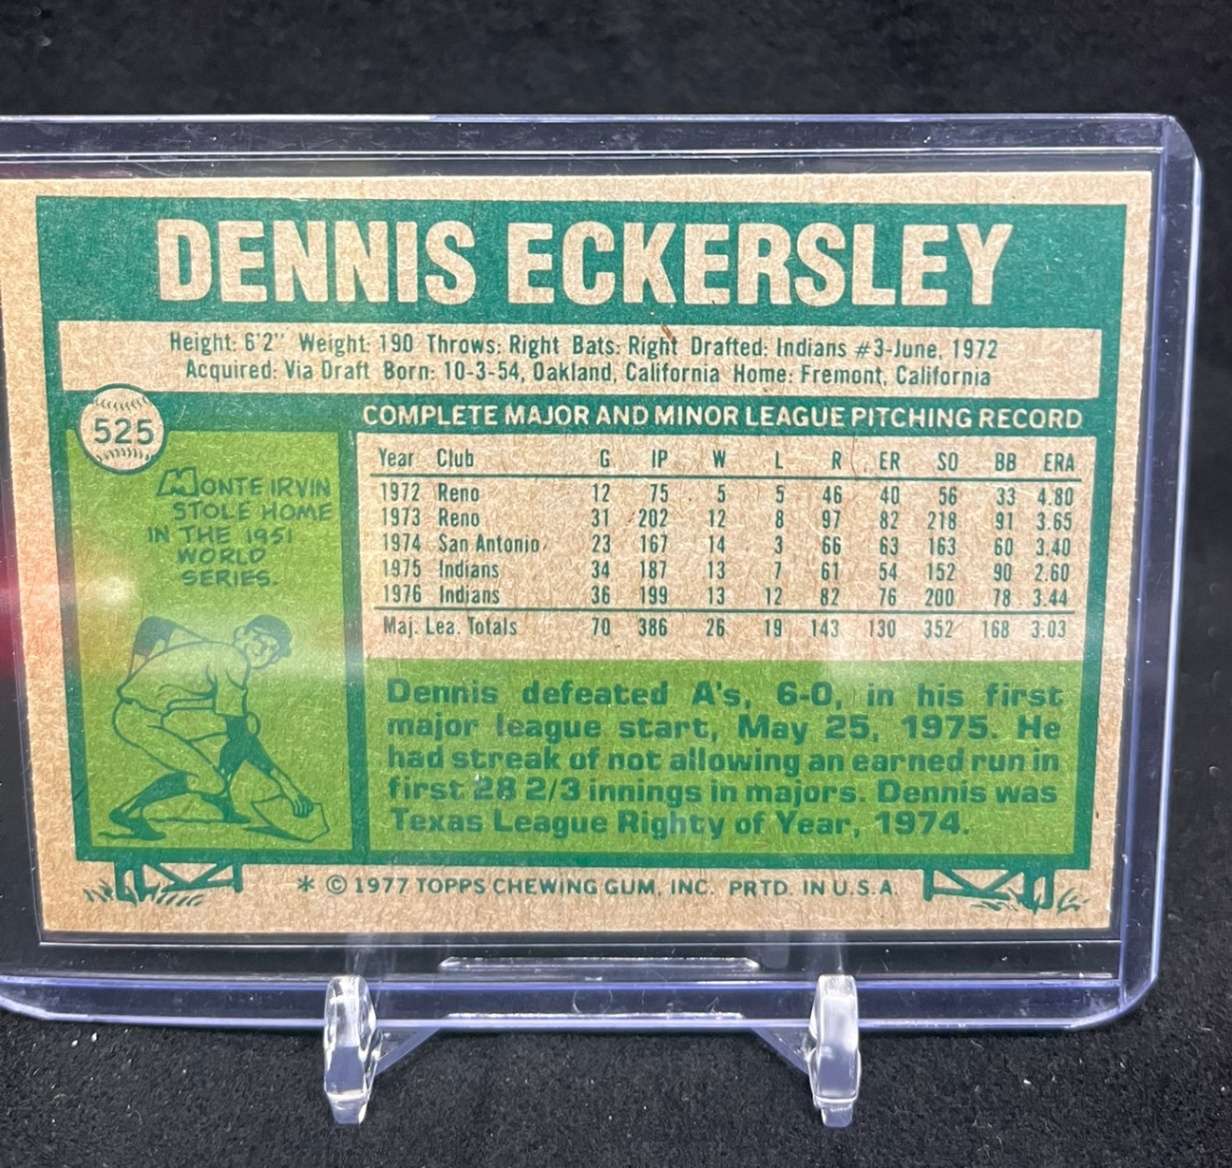 DENNIS ECKERSLEY
Height: 6'2" Weight: 190 Throws: Right Bats: Right Drafted: Indians #3-June, 1972
Acquired: Via Draft Born: 10-3-54, Oakland, California Home: Fremont, California
525
MONTE IRVIN
STOLE HOME
IN THE 1951
WORLD
SERIES.
COMPLETE MAJOR AND MINOR LEAGUE PITCHING RECORD
Year Club G IP W L R ER SO BB ERA
1972 Reno 12 75 5 5 46 40 56 33 4.80
1973 Reno 31 202 12 8 97 82 218 91 3.65
1974 San Antonio 23 167 14 3 66 63 163 60 3.40
1975 Indians 34 187 13 7 61 54 152 90 2.60
1976 Indians 36 199 13 12 82 76 200 78 3.44
Maj. Lea. Totals 70 386 26 19 143 130 352 168 3.03
Dennis defeated A's, 6-0, in his first
major league start, May 25, 1975. He
had streak of not allowing an earned run in
first 28 2/3 innings in majors. Dennis was
Texas League Righty of Year, 1974.
* © 1977 TOPPS CHEWING GUM, INC. PRTD. IN U.S.A.